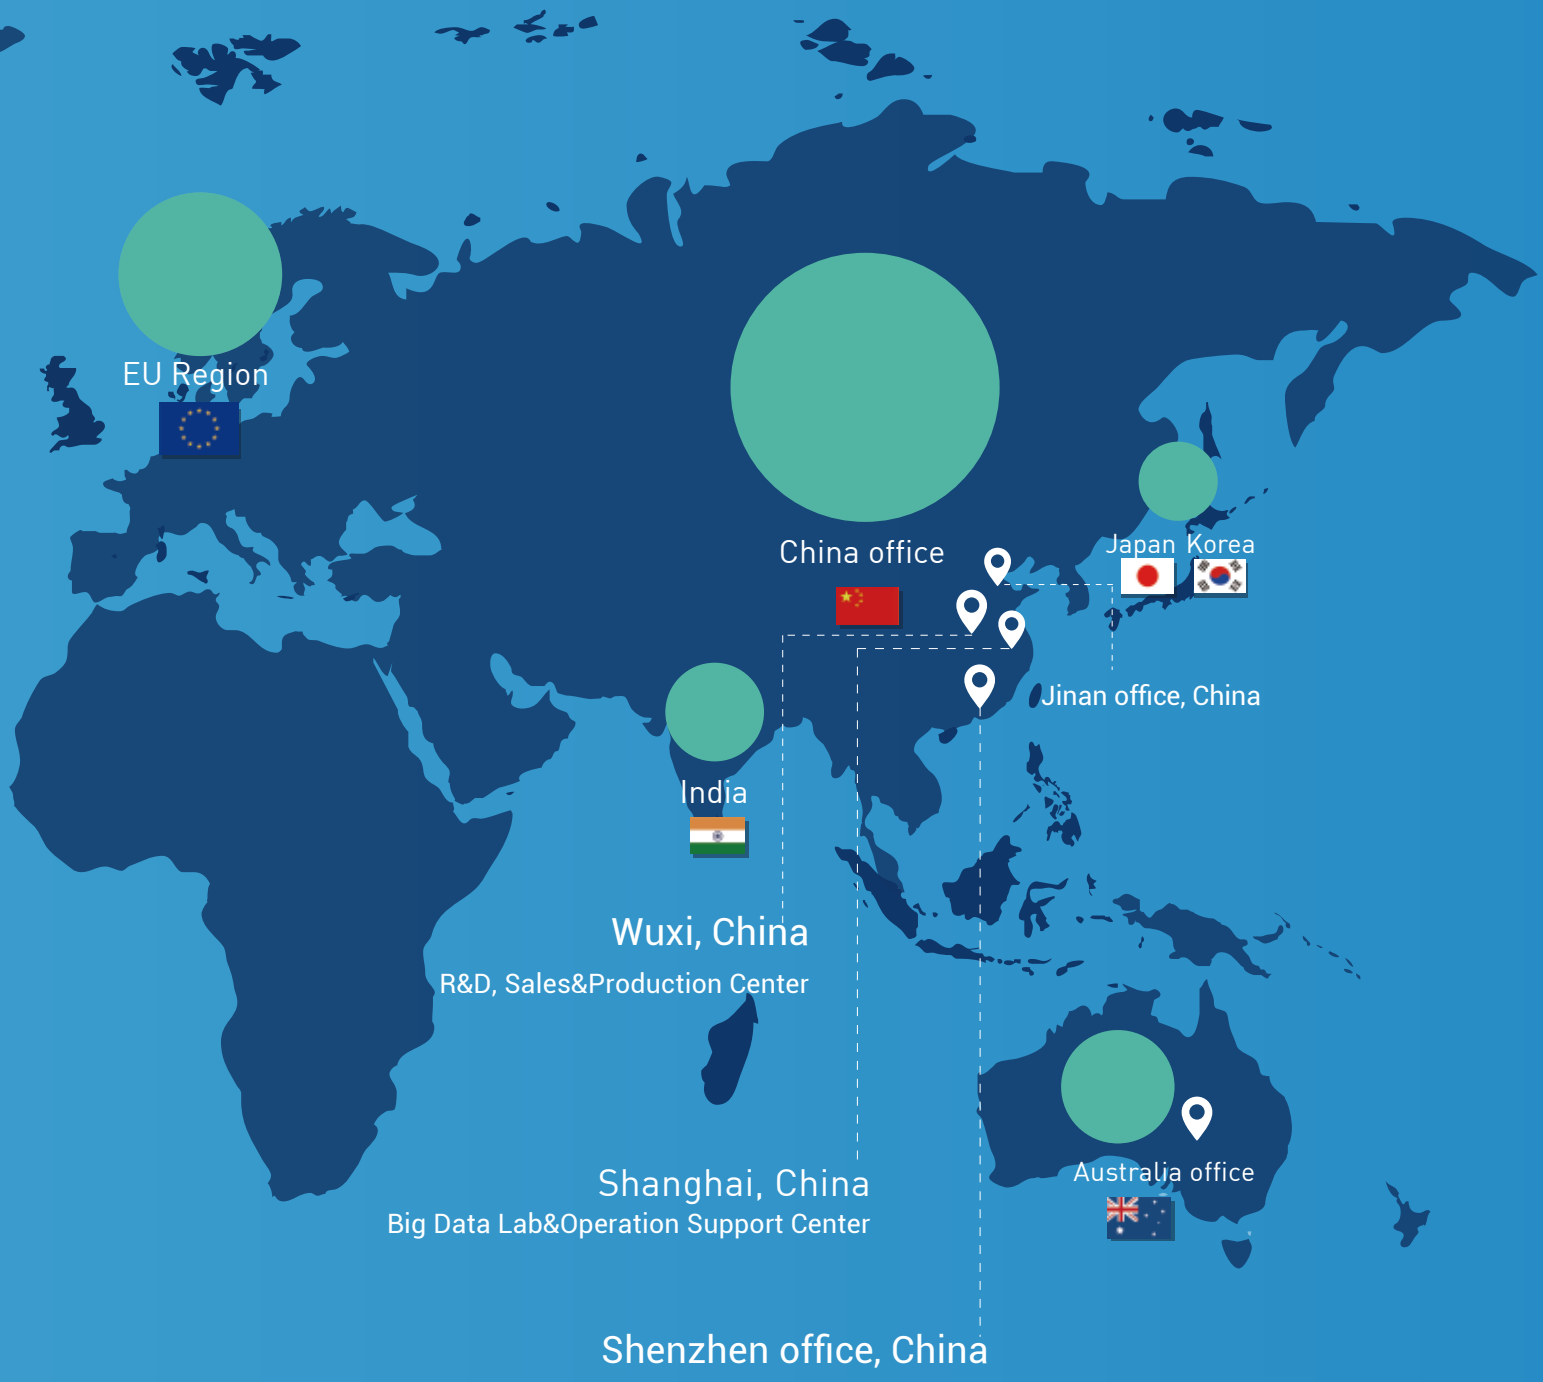 EU Region
China office
Japan Korea
Jinan office, China
India
Wuxi, China
R&D, Sales&Production Center
Shanghai, China
Big Data Lab&Operation Support Center
Australia office
Shenzhen office, China